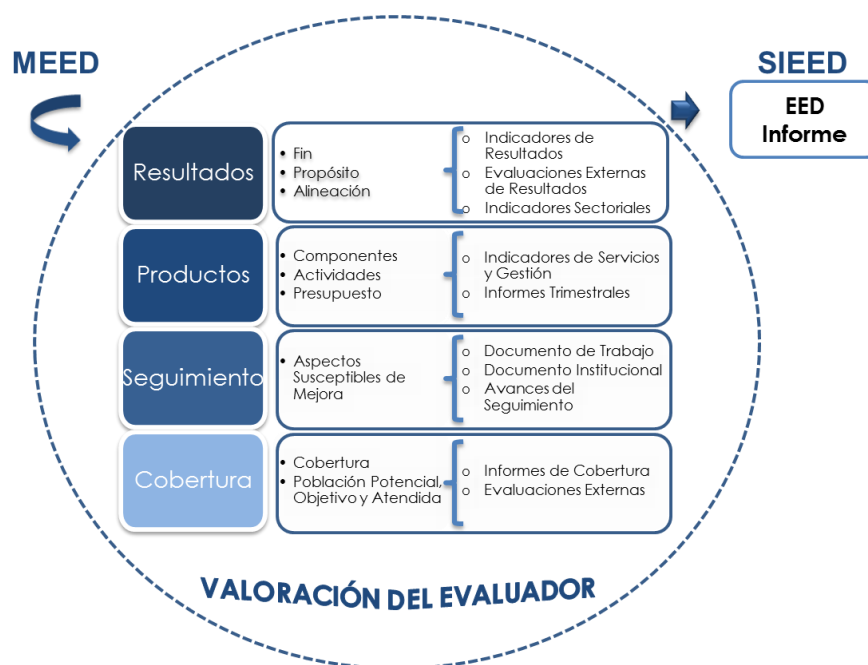 MEED
SIEED
EED
Informe
Resultados
• Fin
• Propósito
• Alineación
o Indicadores de
Resultados
o Evaluaciones Externas
de Resultados
o Indicadores Sectoriales
Productos
• Componentes
• Actividades
• Presupuesto
o Indicadores de Servicios
y Gestión
o Informes Trimestrales
Seguimiento
• Aspectos
Susceptibles de
Mejora
o Documento de Trabajo
o Documento Institucional
o Avances del
Seguimiento
Cobertura
• Cobertura
• Población Potencial,
Objetivo y Atendida
o Informes de Cobertura
o Evaluaciones Externas
VALORACIÓN DEL EVALUADOR